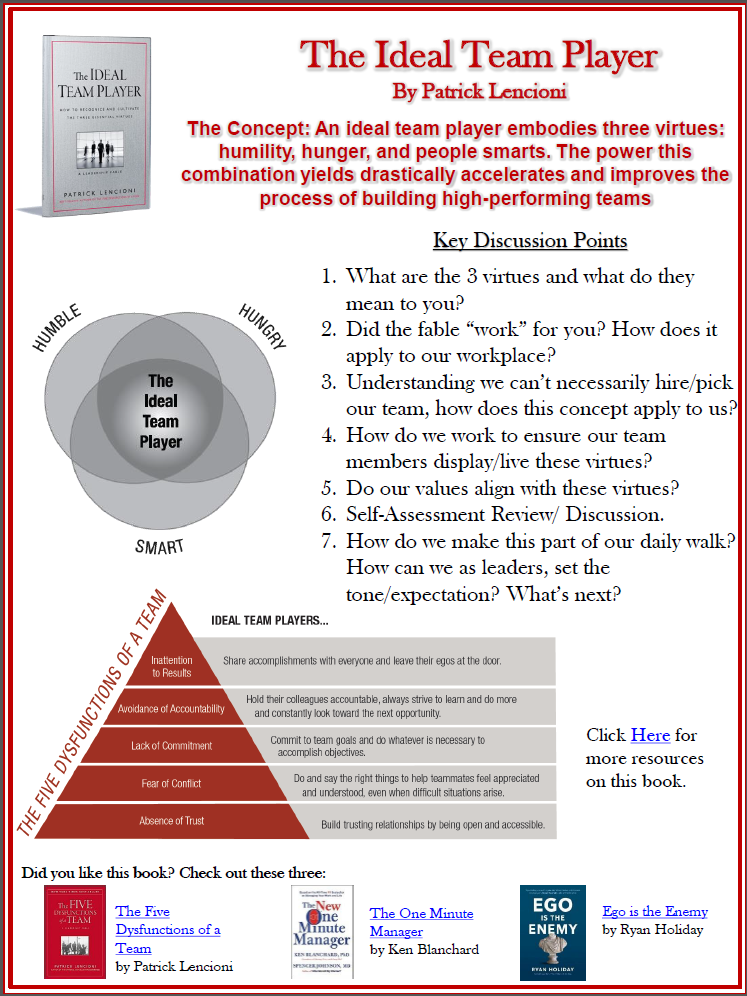 The IDEAL
TEAM PLAYER
HOW TO RECOGNIZE AND CULTIVATE
THE THREE ESSENTIAL VIRTUES
A LEADERSHIP FABLE
PATRICK LENCIONI
The Ideal Team Player
By Patrick Lencioni
The Concept: An ideal team player embodies three virtues:
humility, hunger, and people smarts. The power this
combination yields drastically accelerates and improves the
process of building high-performing teams
Key Discussion Points
1. What are the 3 virtues and what do they
mean to you?
2. Did the fable “work” for you? How does it
apply to our workplace?
3. Understanding we can’t necessarily hire/pick
our team, how does this concept apply to us?
4. How do we work to ensure our team
members display/live these virtues?
5. Do our values align with these virtues?
6. Self-Assessment Review/ Discussion.
7. How do we make this part of our daily walk?
How can we as leaders, set the
tone/expectation? What’s next?
HUMBLE
HUNGRY
The
Ideal
Team
Player
SMART
THE FIVE DYSFUNCTIONS OF A TEAM
IDEAL TEAM PLAYERS...
Inattention
to Results
Share accomplishments with everyone and leave their egos at the door.
Avoidance of Accountability
Hold their colleagues accountable, always strive to learn and do more
and constantly look toward the next opportunity.
Lack of Commitment
Commit to team goals and do whatever is necessary to
accomplish objectives.
Fear of Conflict
Do and say the right things to help teammates feel appreciated
and understood, even when difficult situations arise.
Absence of Trust
Build trusting relationships by being open and accessible.
Click Here for
more resources
on this book.
Did you like this book? Check out these three:
The FIVE
DYSFUNCTIONS
of a TEAM
PATRICK LENCIONI
The Five
Dysfunctions of a
Team
by Patrick Lencioni
The New
One
Minute
Manager
KEN BLANCHARD, PhD
SPENCER JOHNSON, MD
The One Minute
Manager
by Ken Blanchard
EGO
IS THE
ENEMY
RYAN HOLIDAY
Ego is the Enemy
by Ryan Holiday